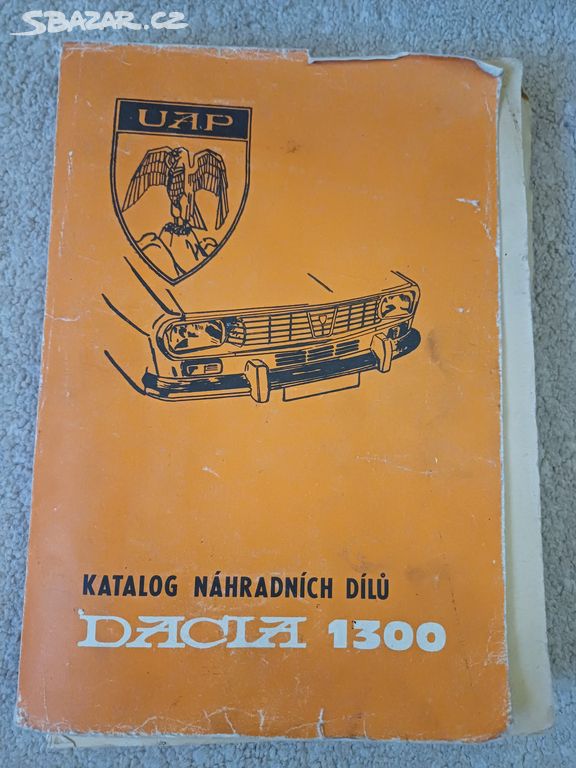 SBAZAR.CZ
UAP
KATALOG NÁHRADNÍCH DÍLŮ
DACIA 1300